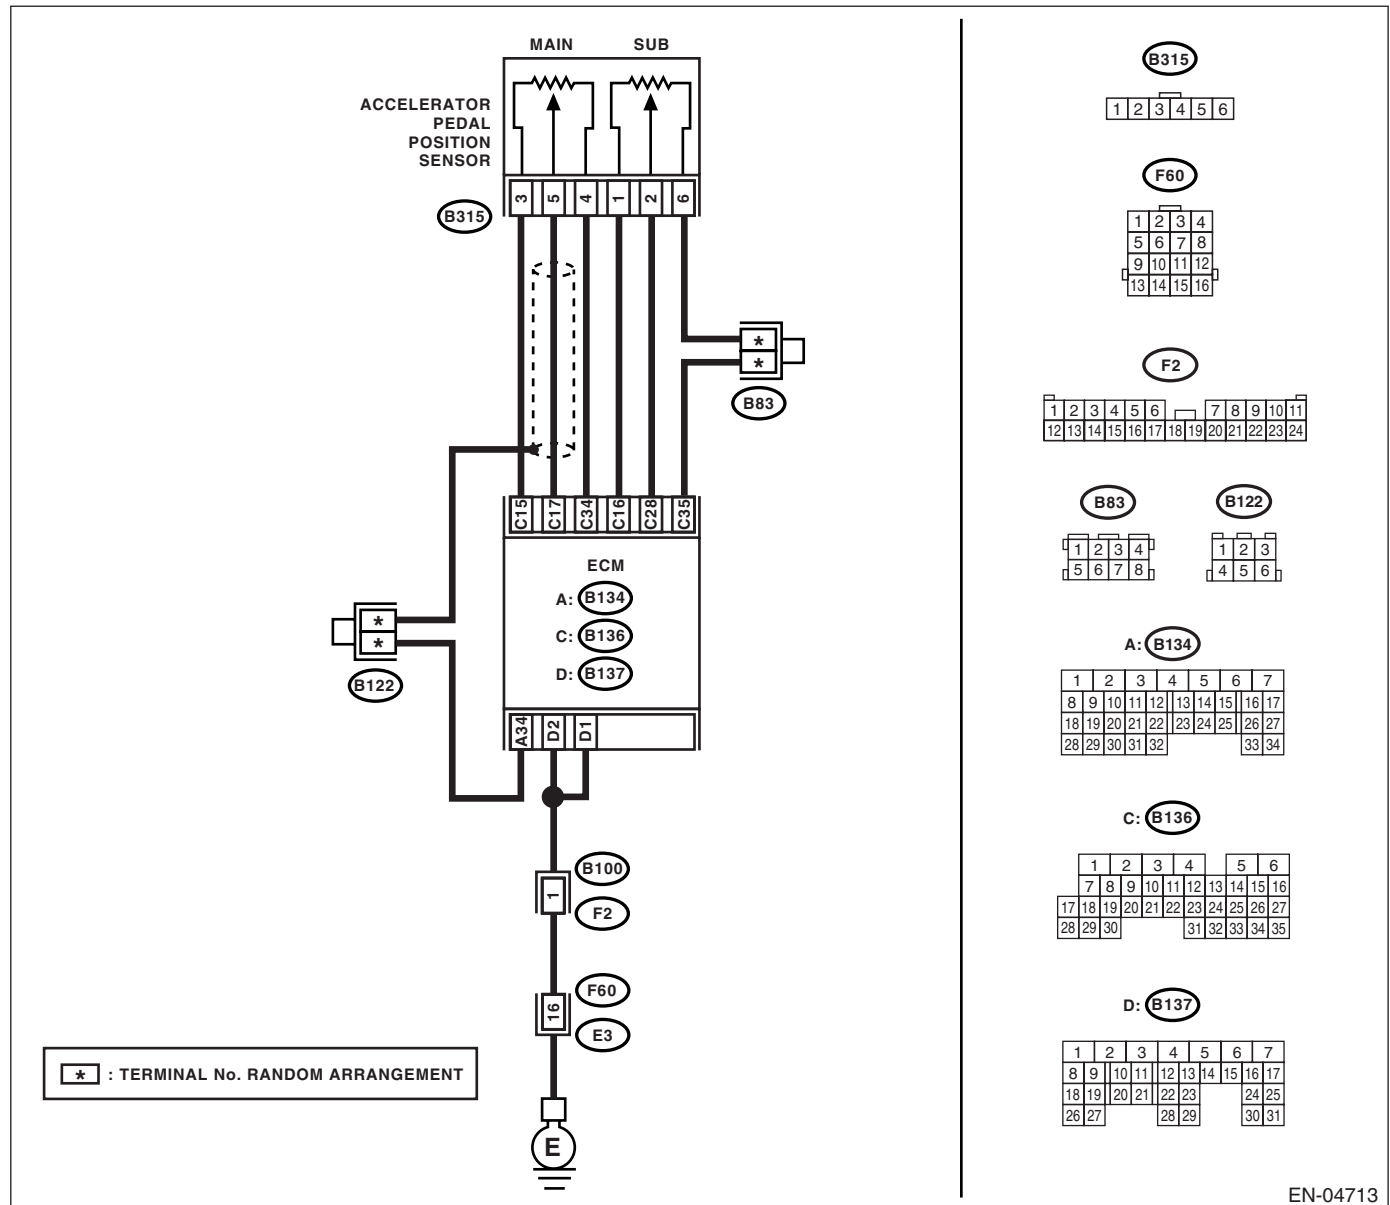 MAIN SUB
ACCELERATOR
PEDAL
POSITION
SENSOR
3 5 4 1 2 6
B315
* 
*
B83
C15 C17 C34 C16 C28 C35
ECM
A: B134
C: B136
D: B137
*
*
B122
A34 D2 D1
B100
1
F2
F60
16
E3
* : TERMINAL No. RANDOM ARRANGEMENT
E
B315
1 2 3 4 5 6
F60
1 2 3 4
5 6 7 8
9 10 11 12
13 14 15 16
F2
1 2 3 4 5 6 7 8 9 10 11
12 13 14 15 16 17 18 19 20 21 22 23 24
B83
1 2 3 4
5 6 7 8
B122
1 2 3
4 5 6
A: B134
1 2 3 4 5 6 7
8 9 10 11 12 13 14 15 16 17
18 19 20 21 22 23 24 25 26 27
28 29 30 31 32 33 34
C: B136
1 2 3 4 5 6
7 8 9 10 11 12 13 14 15 16
17 18 19 20 21 22 23 24 25 26 27
28 29 30 31 32 33 34 35
D: B137
1 2 3 4 5 6 7
8 9 10 11 12 13 14 15 16 17
18 19 20 21 22 23 24 25
26 27 28 29 30 31
EN-04713